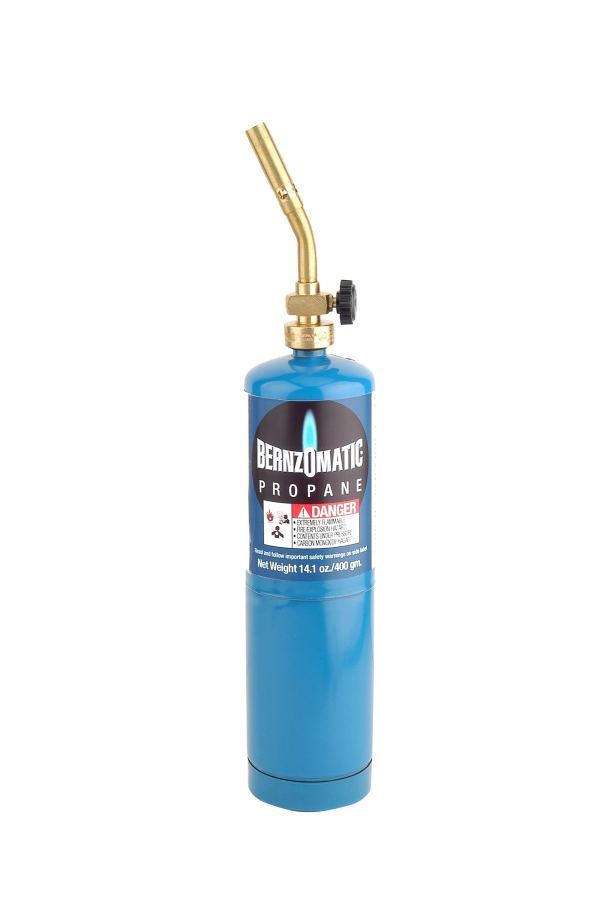 BERNZOMATIC
PROPANE
DANGER
• EXTREMELY FLAMMABLE
• FIRE/EXPLOSION HAZARD
• CONTENTS UNDER PRESSURE
• CARBON MONOXIDE HAZARD
Read and follow important safety warnings on side label
Net Weight 14.1 oz./400 gm.